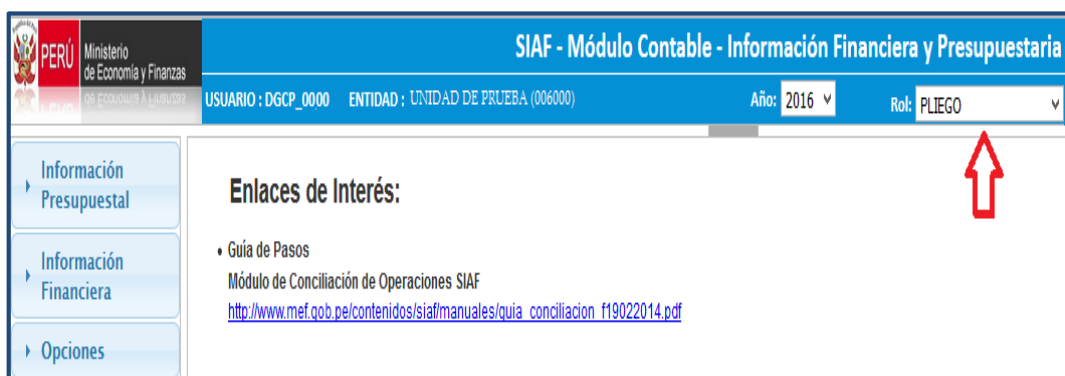 PERÚ
Ministerio
de Economía y Finanzas
SIAF - Módulo Contable - Información Financiera y Presupuestaria
USUARIO : DGCP_0000 ENTIDAD : UNIDAD DE PRUEBA (006000) Año: 2016 Rol: PLIEGO
Información
Presupuestal
Información
Financiera
Opciones
Enlaces de Interés:
• Guía de Pasos
Módulo de Conciliación de Operaciones SIAF
http://www.mef.gob.pe/contenidos/siaf/manuales/guia_conciliacion_f19022014.pdf